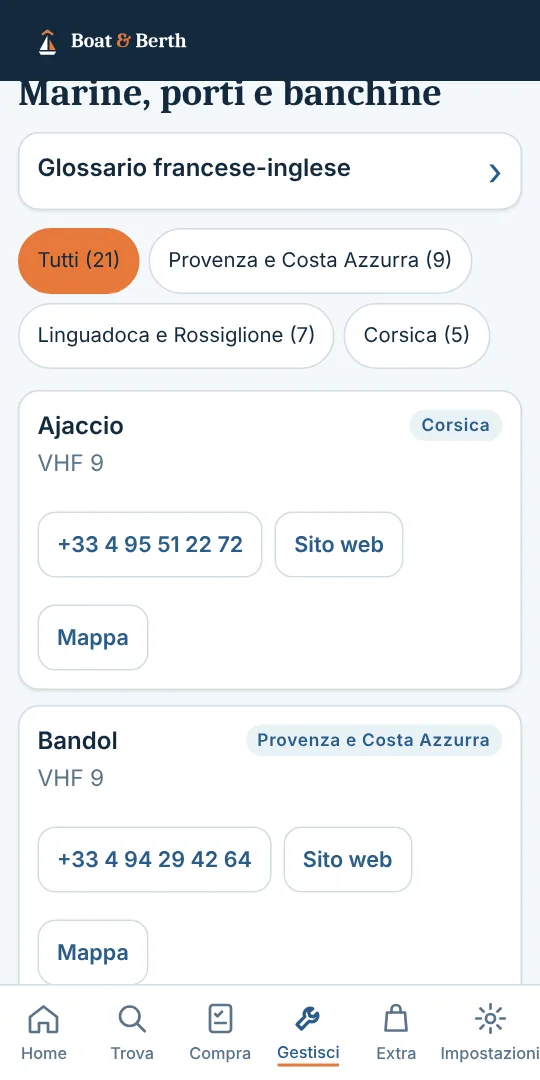 Boat & Berth
Marine, porti e banchine
Glossario francese-inglese
Tutti (21)
Provenza e Costa Azzurra (9)
Linguadoca e Rossiglione (7)
Corsica (5)
Ajaccio
Corsica
VHF 9
+33 4 95 51 22 72
Sito web
Mappa
Bandol
Provenza e Costa Azzurra
VHF 9
+33 4 94 29 42 64
Sito web
Mappa
Home
Trova
Compra
Gestisci
Extra
Impostazioni